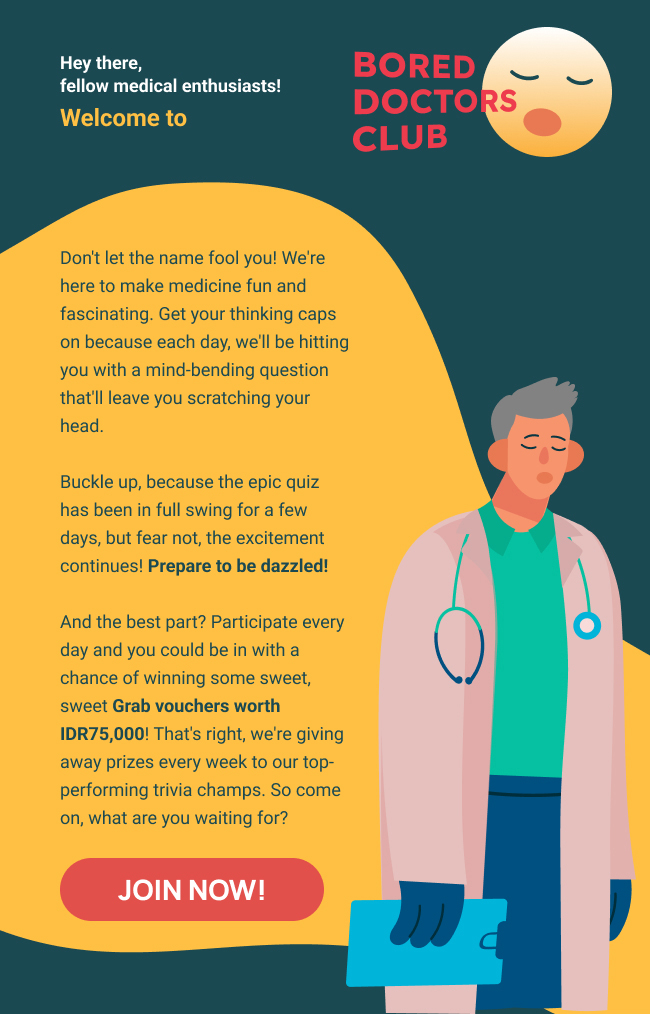 Hey there,
fellow medical enthusiasts!
Welcome to
BORED
DOCTORS
CLUB
Don't let the name fool you! We're
here to make medicine fun and
fascinating. Get your thinking caps
on because each day, we'll be hitting
you with a mind-bending question
that'll leave you scratching your
head.
Buckle up, because the epic quiz
has been in full swing for a few
days, but fear not, the excitement
continues! Prepare to be dazzled!
And the best part? Participate every
day and you could be in with a
chance of winning some sweet,
sweet Grab vouchers worth
IDR75,000! That's right, we're giving
away prizes every week to our top-
performing trivia champs. So come
on, what are you waiting for?
JOIN NOW!